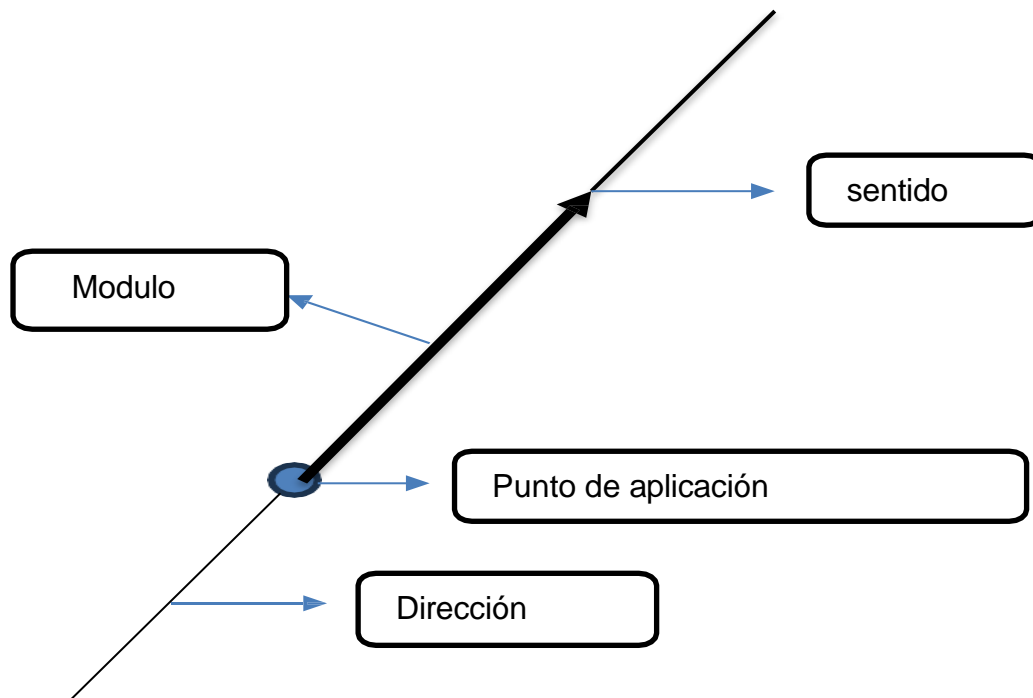 sentido
Modulo
Punto de aplicación
Dirección